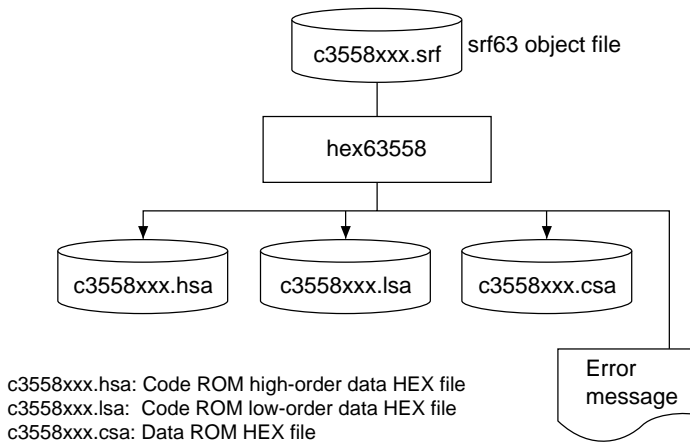 c3558xxx.srf
srf63 object file
hex63558
c3558xxx.hsa
c3558xxx.lsa
c3558xxx.csa
Error
message
c3558xxx.hsa: Code ROM high-order data HEX file
c3558xxx.lsa: Code ROM low-order data HEX file
c3558xxx.csa: Data ROM HEX file